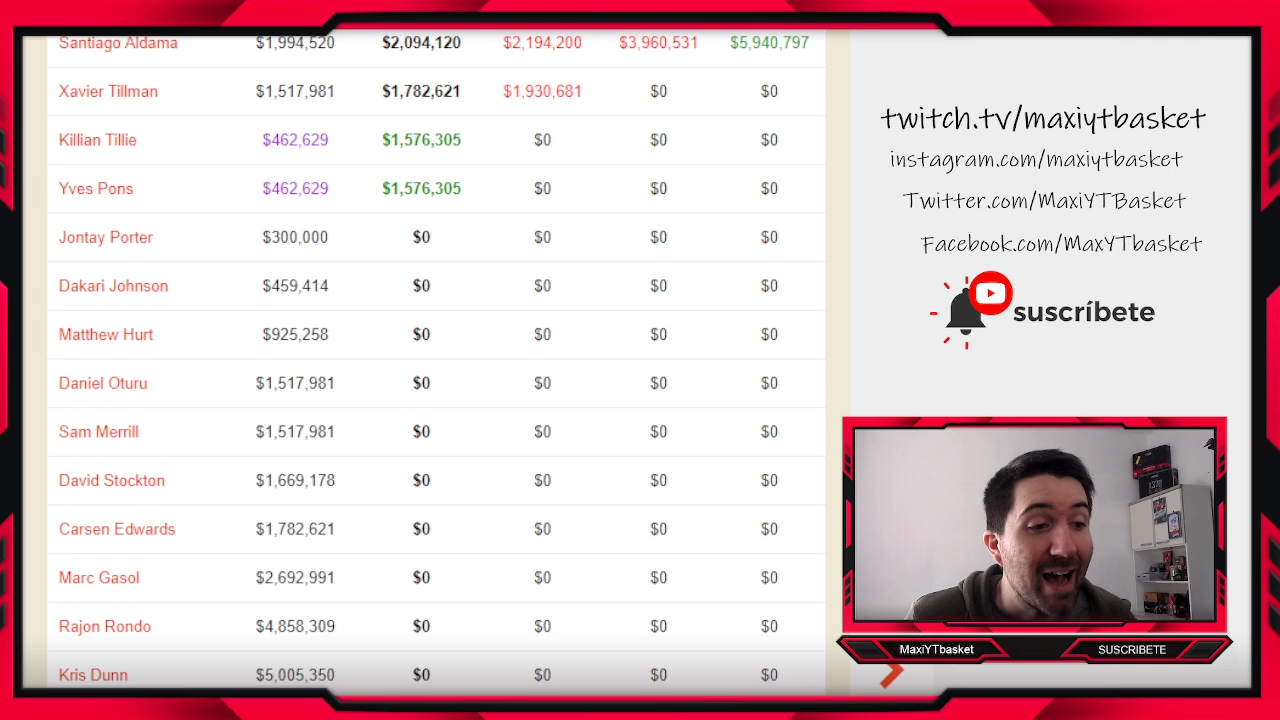 Santiago Aldama $1,994,520 $2,094,120 $2,194,200 $3,960,531 $5,940,797
Xavier Tillman $1,517,981 $1,782,621 $1,930,681 $0 $0
Killian Tillie $462,629 $1,576,305 $0 $0 $0
Yves Pons $462,629 $1,576,305 $0 $0 $0
Jontay Porter $300,000 $0 $0 $0 $0
Dakari Johnson $459,414 $0 $0 $0 $0
Matthew Hurt $925,258 $0 $0 $0 $0
Daniel Oturu $1,517,981 $0 $0 $0 $0
Sam Merrill $1,517,981 $0 $0 $0 $0
David Stockton $1,669,178 $0 $0 $0 $0
Carsen Edwards $1,782,621 $0 $0 $0 $0
Marc Gasol $2,692,991 $0 $0 $0 $0
Rajon Rondo $4,858,309 $0 $0 $0 $0
Kris Dunn $5,005,350 $0 $0 $0 $0
twitch.tv/maxiytbasket
instagram.com/maxiytbasket
Twitter.com/MaxiYTBasket
Facebook.com/MaxYTbasket
suscríbete
MaxiYTbasket
SUSCRIBETE